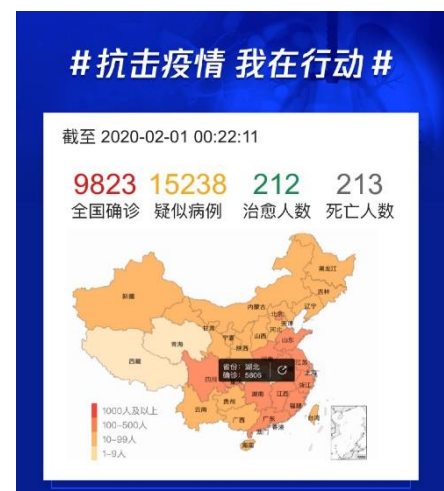 #抗击疫情 我在行动#
截至 2020-02-01 00:22:11
9823 15238 212 213
全国确诊 疑似病例 治愈人数 死亡人数
黑龙江
吉林
辽宁
新疆
内蒙古
北京
天津
河北
甘肃
山西
山东
宁夏
青海
陕西
省份：湖北
确诊：5806
江苏
上海
西藏
四川
浙江
湖南
江西
贵州
福建
云南
广西
广东
台湾
香港
澳门
海南
1000人及以上
100-500人
10-99人
1-9人